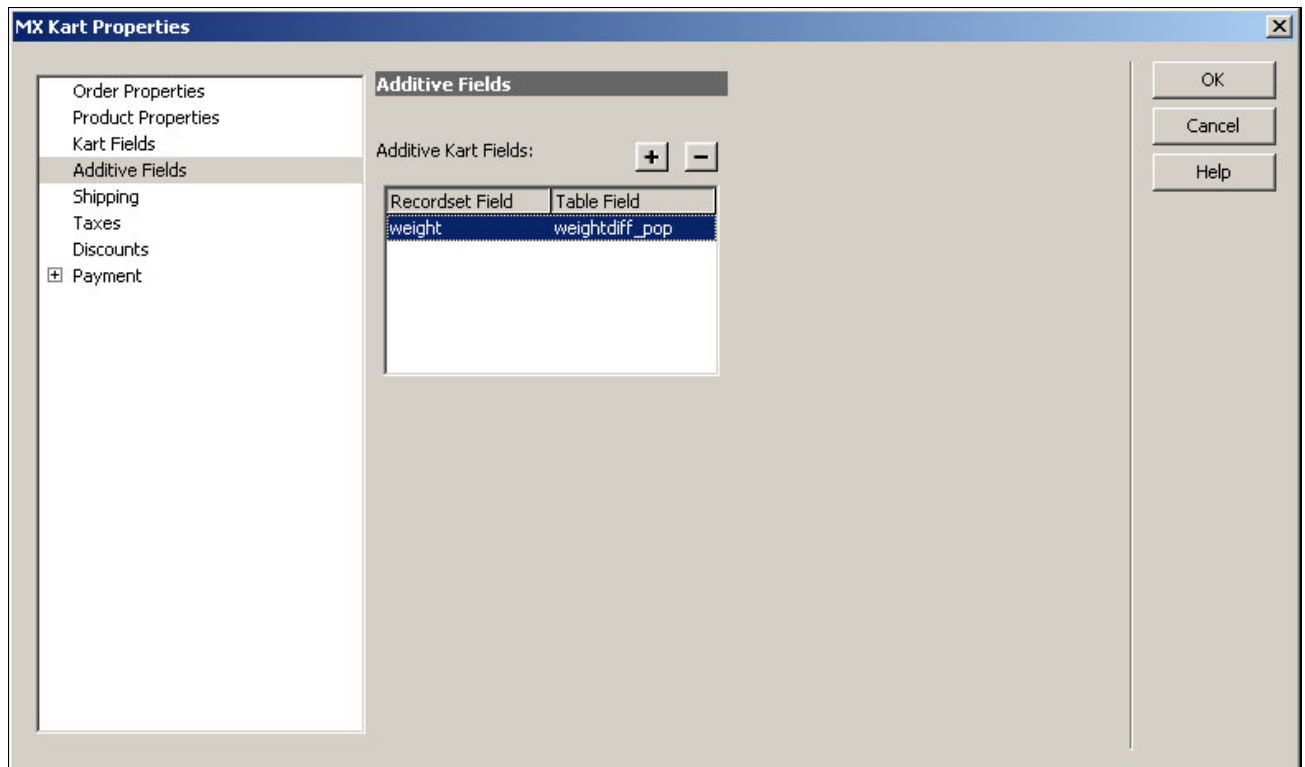 MX Kart Properties
Order Properties
Product Properties
Kart Fields
Additive Fields
Shipping
Taxes
Discounts
Payment
Additive Fields
Additive Kart Fields:
Recordset Field Table Field
weight weightdiff_pop
OK
Cancel
Help